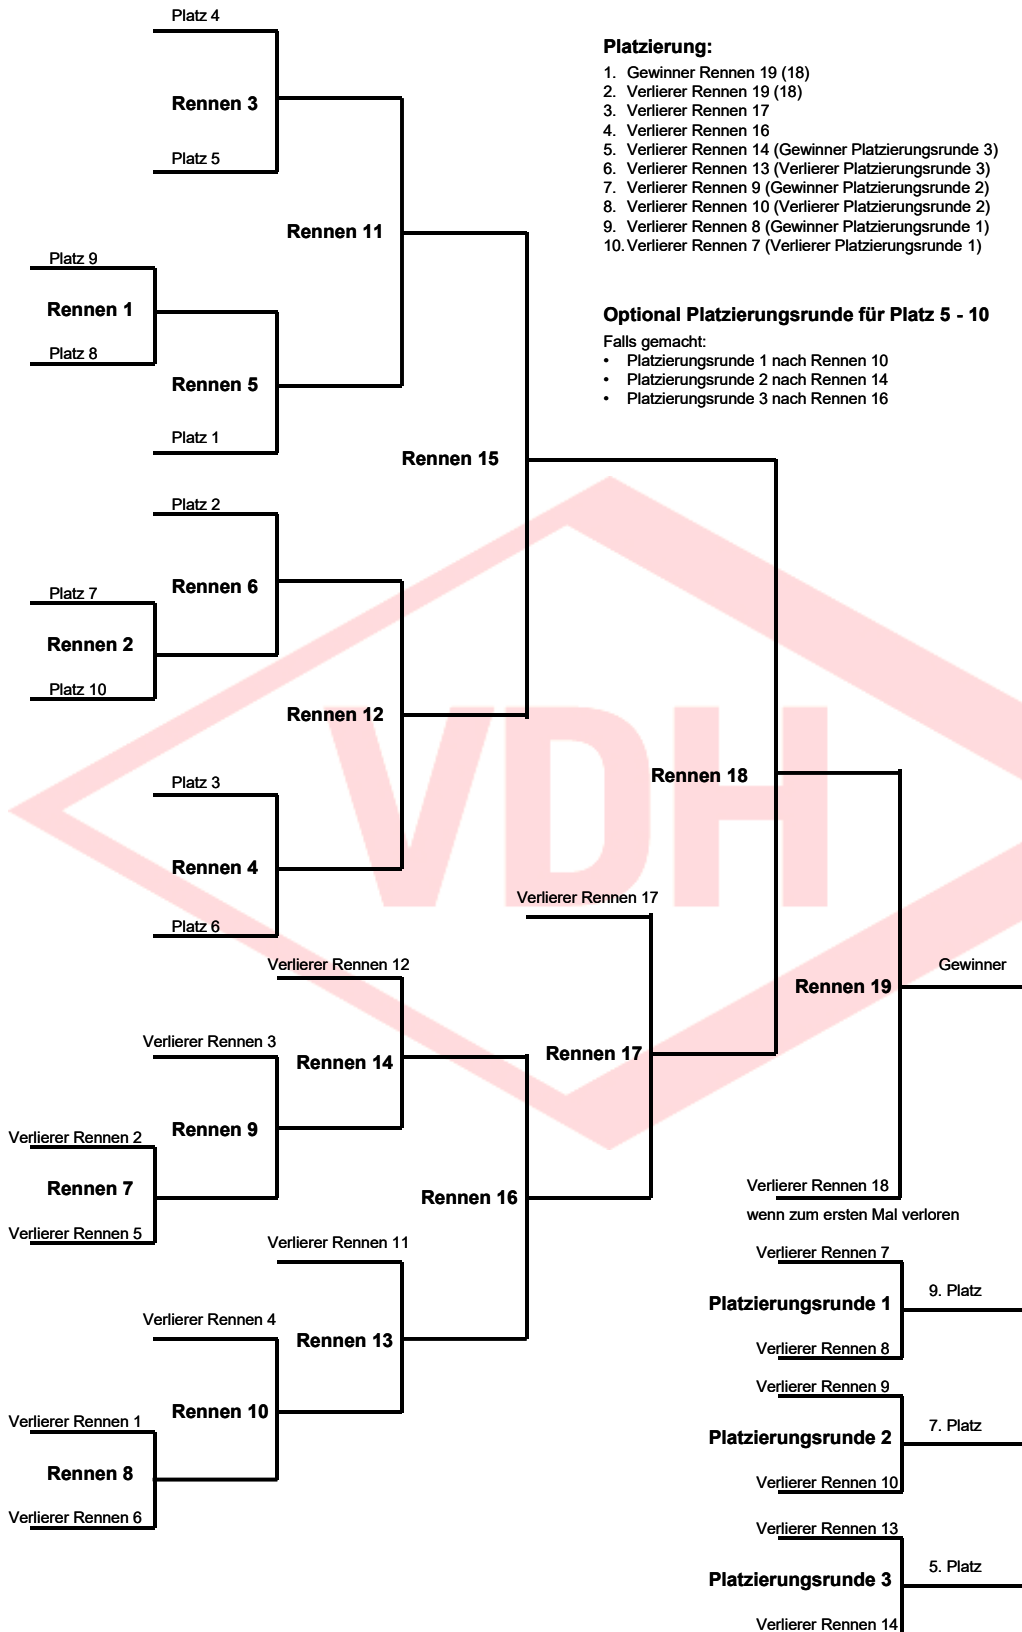 Platz 4
Rennen 3
Platz 5
Rennen 11
Platz 9
Rennen 1
Platz 8
Rennen 5
Platz 1
Platzierung:
1. Gewinner Rennen 19 (18)
2. Verlierer Rennen 19 (18)
3. Verlierer Rennen 17
4. Verlierer Rennen 16
5. Verlierer Rennen 14 (Gewinner Platzierungsrunde 3)
6. Verlierer Rennen 13 (Verlierer Platzierungsrunde 3)
7. Verlierer Rennen 9 (Gewinner Platzierungsrunde 2)
8. Verlierer Rennen 10 (Verlierer Platzierungsrunde 2)
9. Verlierer Rennen 8 (Gewinner Platzierungsrunde 1)
10. Verlierer Rennen 7 (Verlierer Platzierungsrunde 1)
Optional Platzierungsrunde für Platz 5 - 10
Falls gemacht:
• Platzierungsrunde 1 nach Rennen 10
• Platzierungsrunde 2 nach Rennen 14
• Platzierungsrunde 3 nach Rennen 16
Rennen 15
Platz 2
Rennen 6
Platz 7
Rennen 2
Platz 10
Rennen 12
Platz 3
Rennen 4
Platz 6
VDH
Rennen 18
Verlierer Rennen 17
Verlierer Rennen 12
Gewinner
Rennen 19
Verlierer Rennen 3
Rennen 14
Rennen 17
Rennen 9
Verlierer Rennen 2
Rennen 7
Verlierer Rennen 5
Rennen 16
Verlierer Rennen 18
wenn zum ersten Mal verloren
Verlierer Rennen 11
Verlierer Rennen 4
Rennen 13
Rennen 10
Verlierer Rennen 1
Rennen 8
Verlierer Rennen 6
Verlierer Rennen 7
9. Platz
Platzierungsrunde 1
Verlierer Rennen 8
Verlierer Rennen 9
7. Platz
Platzierungsrunde 2
Verlierer Rennen 10
Verlierer Rennen 13
5. Platz
Platzierungsrunde 3
Verlierer Rennen 14